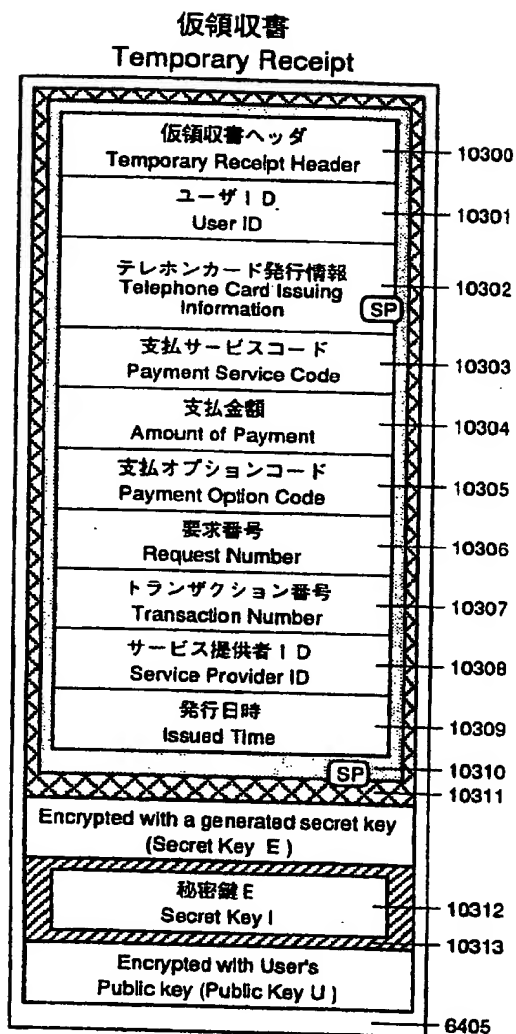 仮領収書
Temporary Receipt
仮領収書ヘッダ
Temporary Receipt Header
10300
ユーザID
User ID
10301
テレホンカード発行情報
Telephone Card Issuing
Information
10302
SP
支払サービスコード
Payment Service Code
10303
支払金額
Amount of Payment
10304
支払オプションコード
Payment Option Code
10305
要求番号
Request Number
10306
トランザクション番号
Transaction Number
10307
サービス提供者ID
Service Provider ID
10308
発行日時
Issued Time
10309
SP
10310
10311
Encrypted with a generated secret key
(Secret Key E)
秘密鍵E
Secret Key I
10312
10313
Encrypted with User's
Public key (Public Key U)
6405